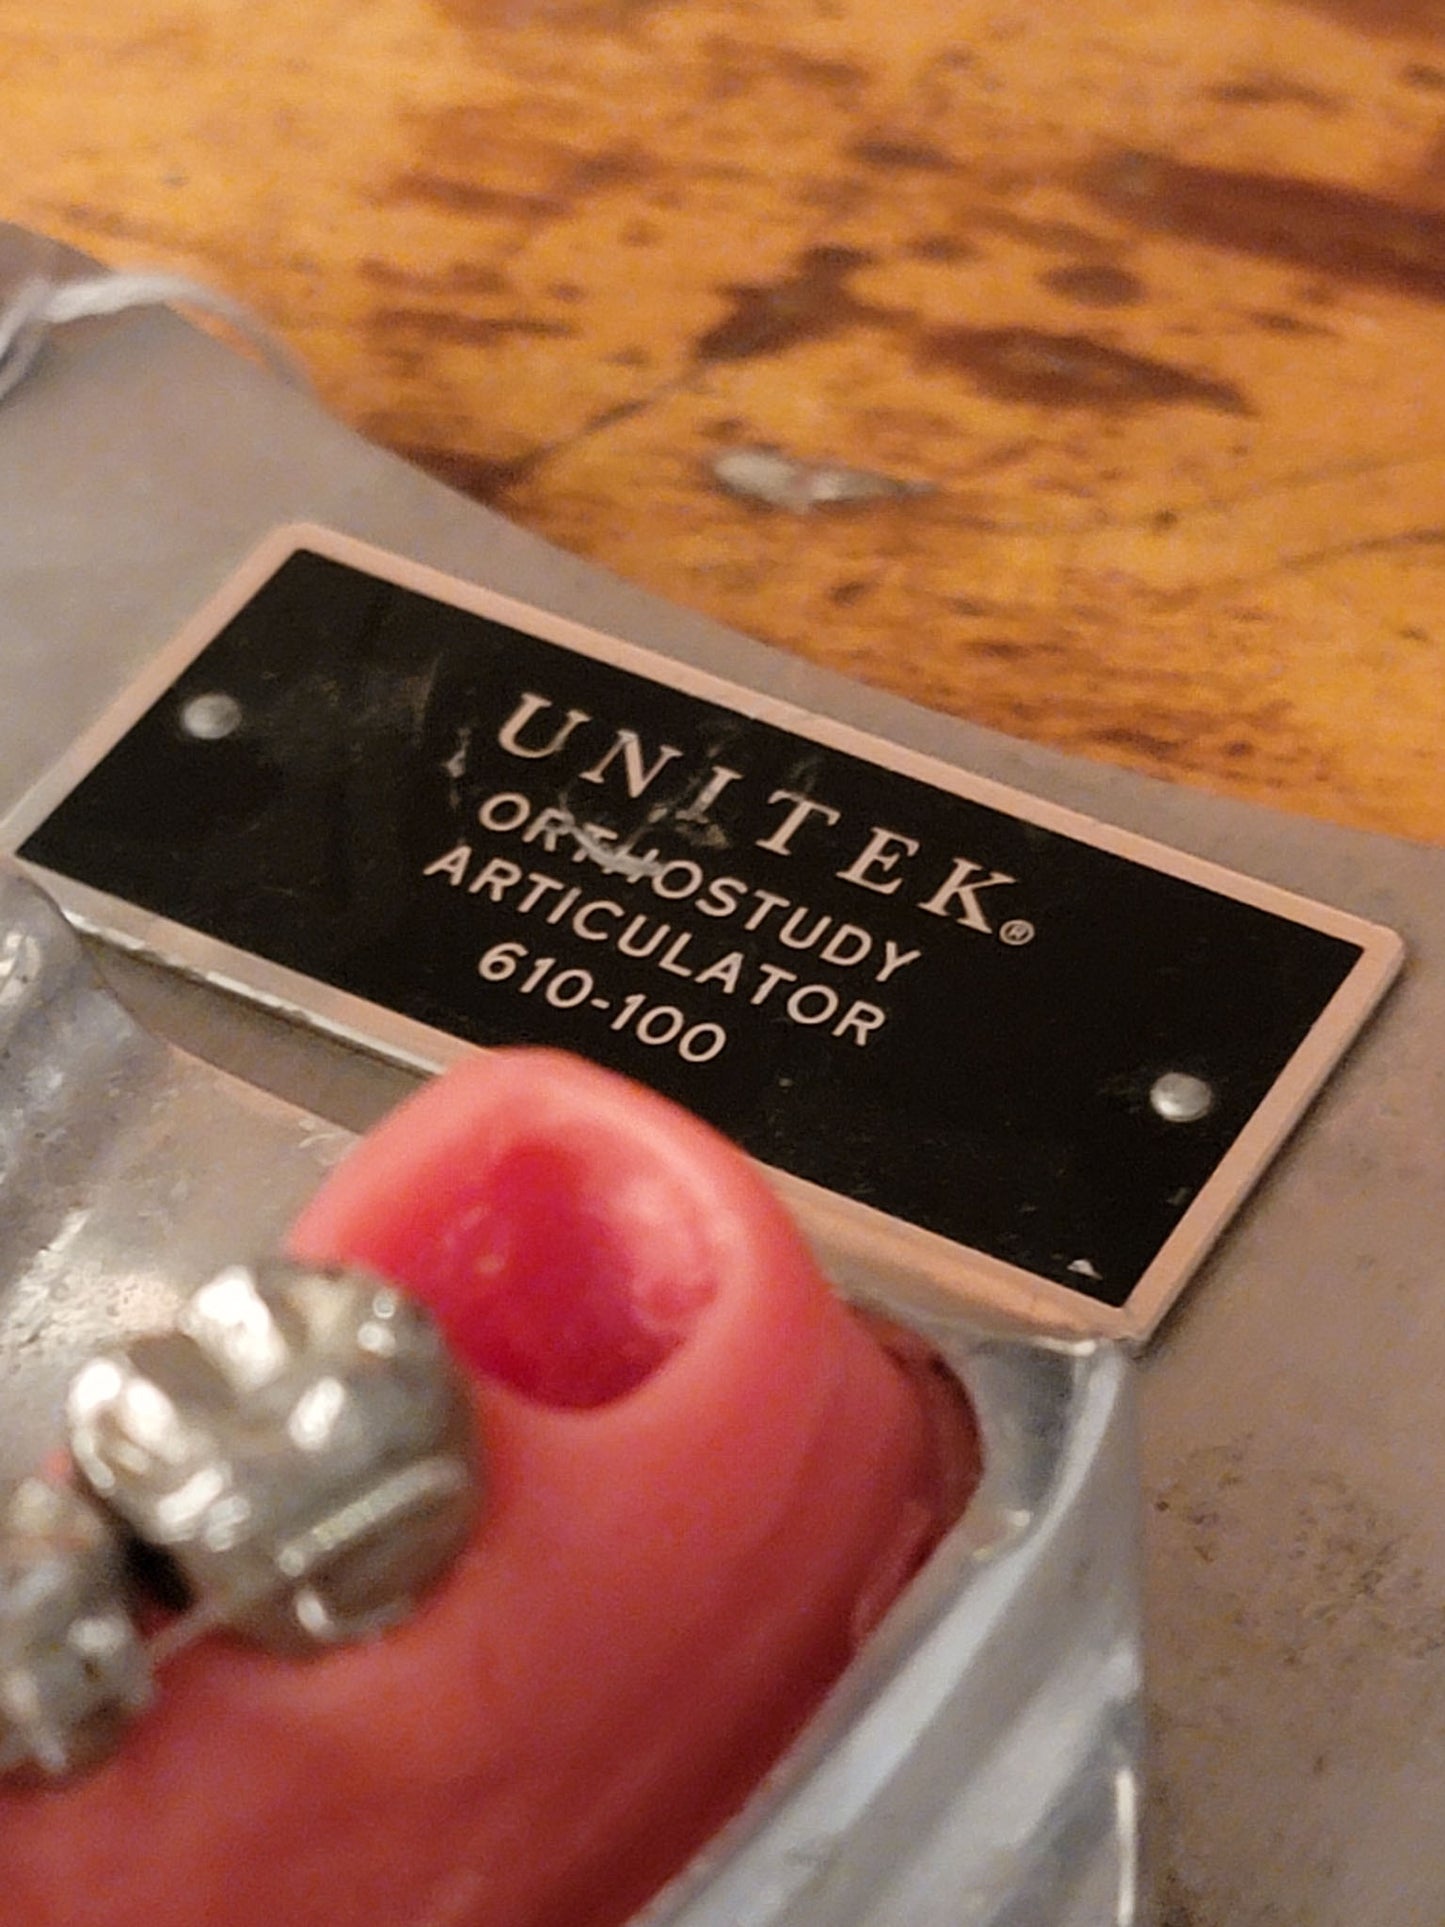 UNITEK®
ORTHOSTUDY
ARTICULATOR
610-100